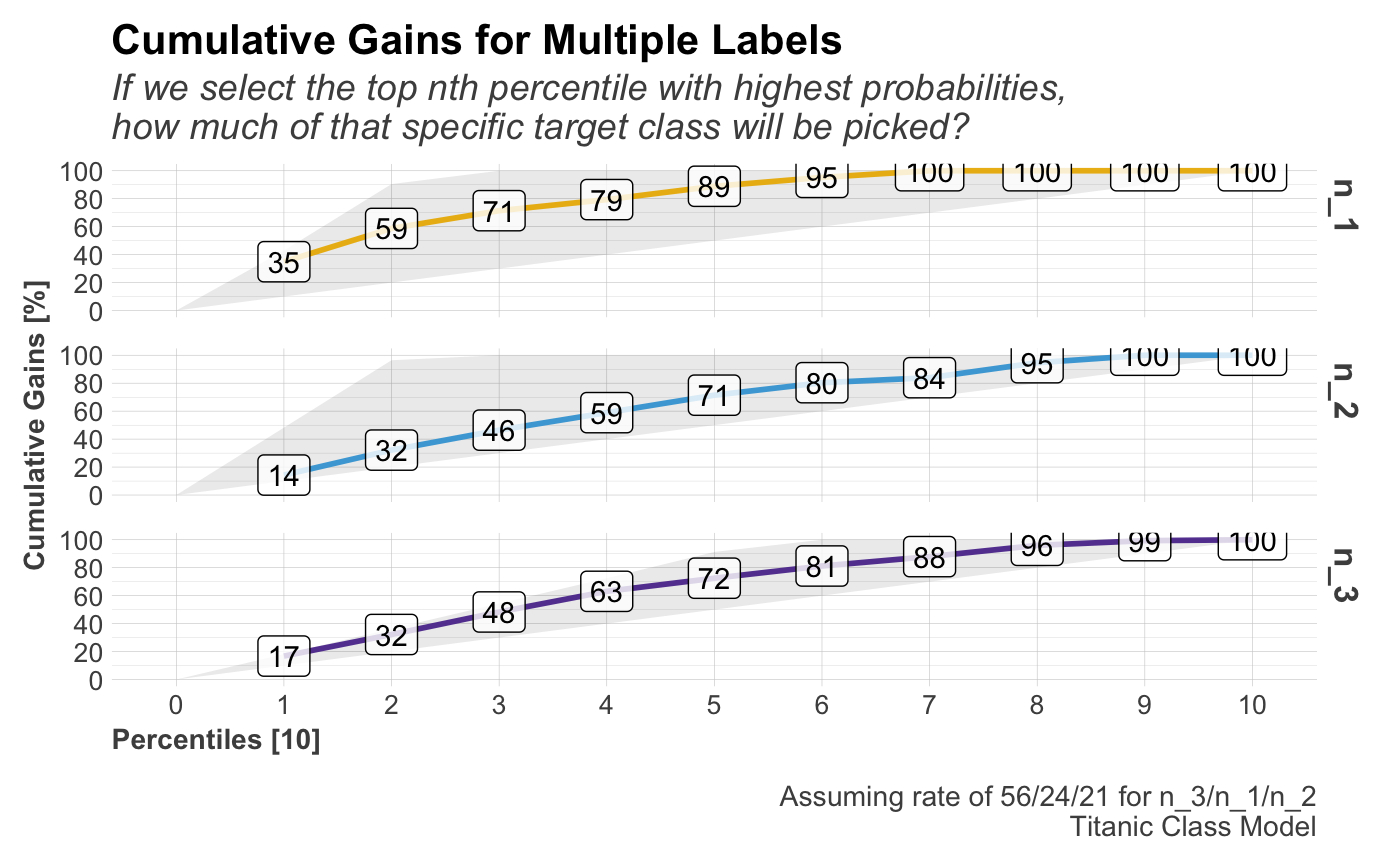 Cumulative Gains for Multiple Labels
If we select the top nth percentile with highest probabilities,
how much of that specific target class will be picked?
Cumulative Gains [%]
100
80
60
40
20
0
35 59 71 79 89 95 100 100 100 100
n_1
100
80
60
40
20
0
14 32 46 59 71 80 84 95 100 100
n_2
100
80
60
40
20
0
17 32 48 63 72 81 88 96 99 100
n_3
0 1 2 3 4 5 6 7 8 9 10
Percentiles [10]
Assuming rate of 56/24/21 for n_3/n_1/n_2
Titanic Class Model